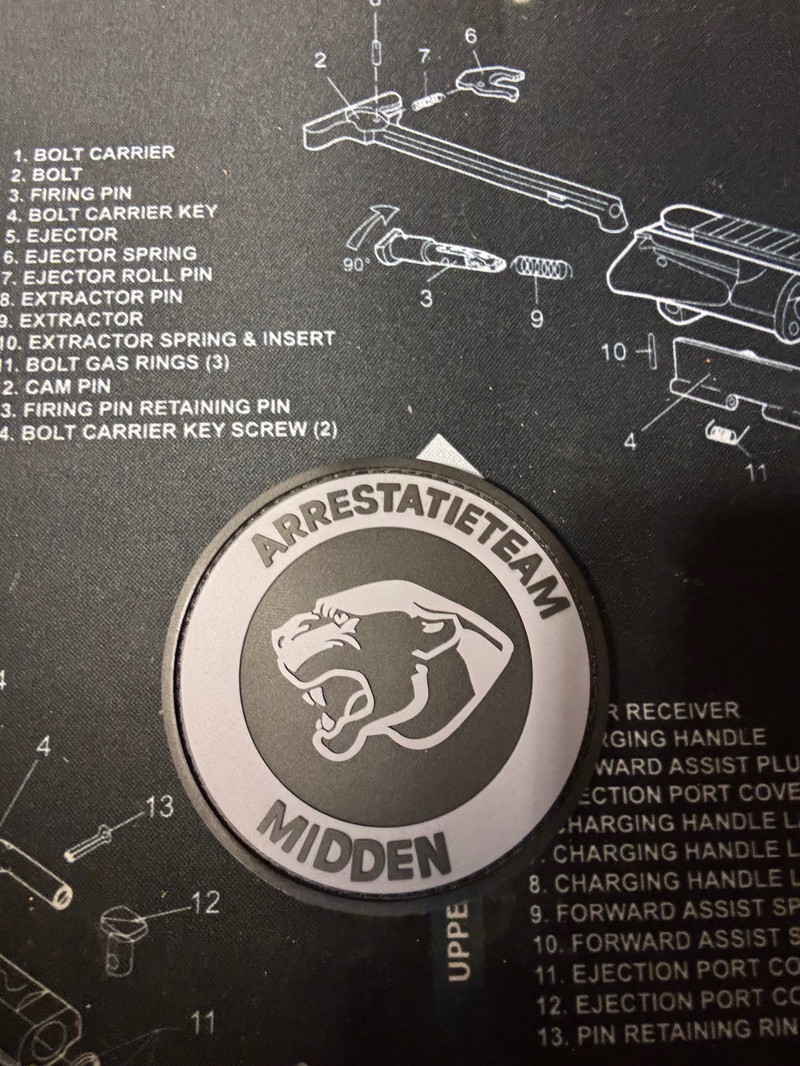 2
7
6
1. BOLT CARRIER
2. BOLT
3. FIRING PIN
4. BOLT CARRIER KEY
5. EJECTOR
6. EJECTOR SPRING
7. EJECTOR ROLL PIN
8. EXTRACTOR PIN
9. EXTRACTOR
10. EXTRACTOR SPRING & INSERT
11. BOLT GAS RINGS (3)
2. CAM PIN
3. FIRING PIN RETAINING PIN
4. BOLT CARRIER KEY SCREW (2)
90°
3
9
10
4
11
ARRESTATIETEAM
MIDDEN
4
4
13
12
11
UPPE
R RECEIVER
RGING HANDLE
WARD ASSIST PLU
ECTION PORT COVE
CHARGING HANDLE L
. CHARGING HANDLE L
8. CHARGING HANDLE L
9. FORWARD ASSIST SP
10. FORWARD ASSIST S
11. EJECTION PORT CO
12. EJECTION PORT CO
13. PIN RETAINING RIN